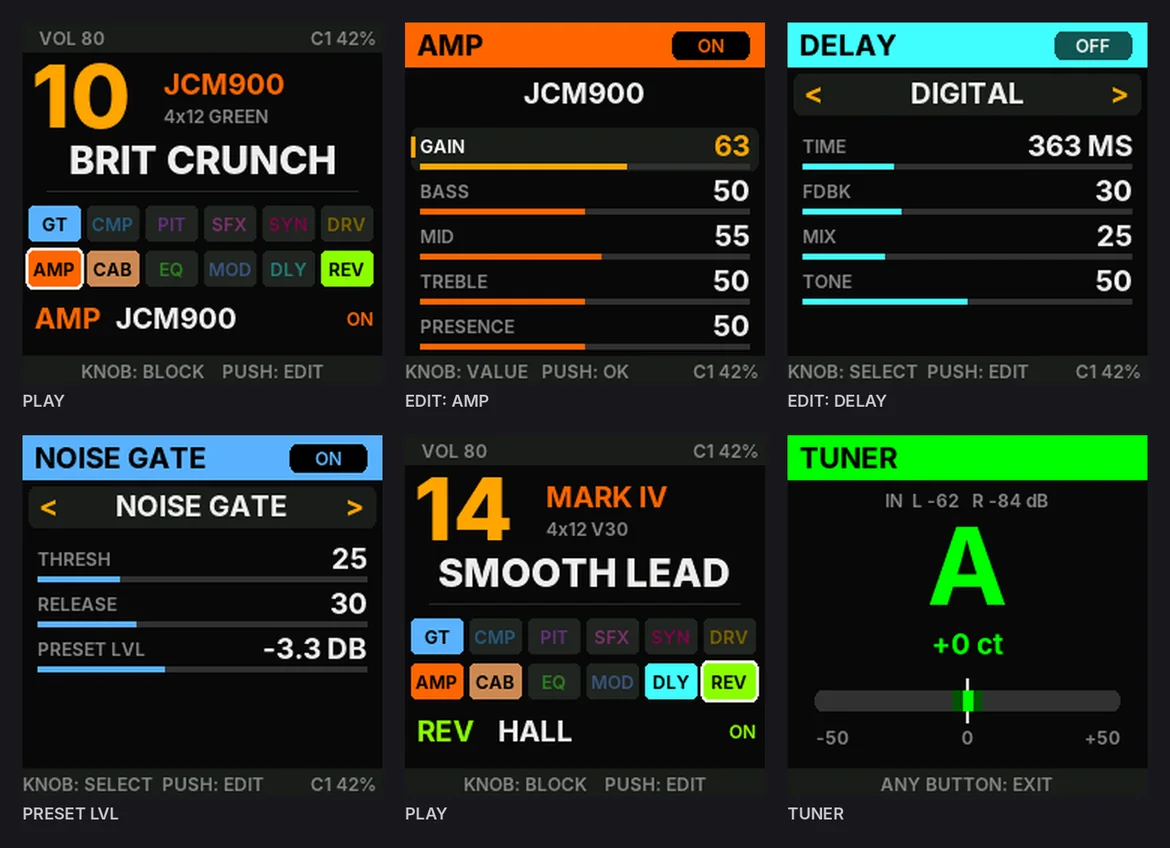 VOL 80 C1 42%
10 JCM900
4x12 GREEN
BRIT CRUNCH
GT CMP PIT SFX SYN DRV
AMP CAB EQ MOD DLY REV
AMP JCM900 ON
KNOB: BLOCK PUSH: EDIT
PLAY
AMP ON
JCM900
GAIN 63
BASS 50
MID 55
TREBLE 50
PRESENCE 50
KNOB: VALUE PUSH: OK C1 42%
EDIT: AMP
DELAY OFF
< DIGITAL >
TIME 363 MS
FDBK 30
MIX 25
TONE 50
KNOB: SELECT PUSH: EDIT C1 42%
EDIT: DELAY
NOISE GATE ON
< NOISE GATE >
THRESH 25
RELEASE 30
PRESET LVL -3.3 DB
KNOB: SELECT PUSH: EDIT C1 42%
PRESET LVL
VOL 80 C1 42%
14 MARK IV
4x12 V30
SMOOTH LEAD
GT CMP PIT SFX SYN DRV
AMP CAB EQ MOD DLY REV
REV HALL ON
KNOB: BLOCK PUSH: EDIT
PLAY
TUNER
IN L -62 R -84 dB
A
+0 ct
-50 0 +50
ANY BUTTON: EXIT
TUNER